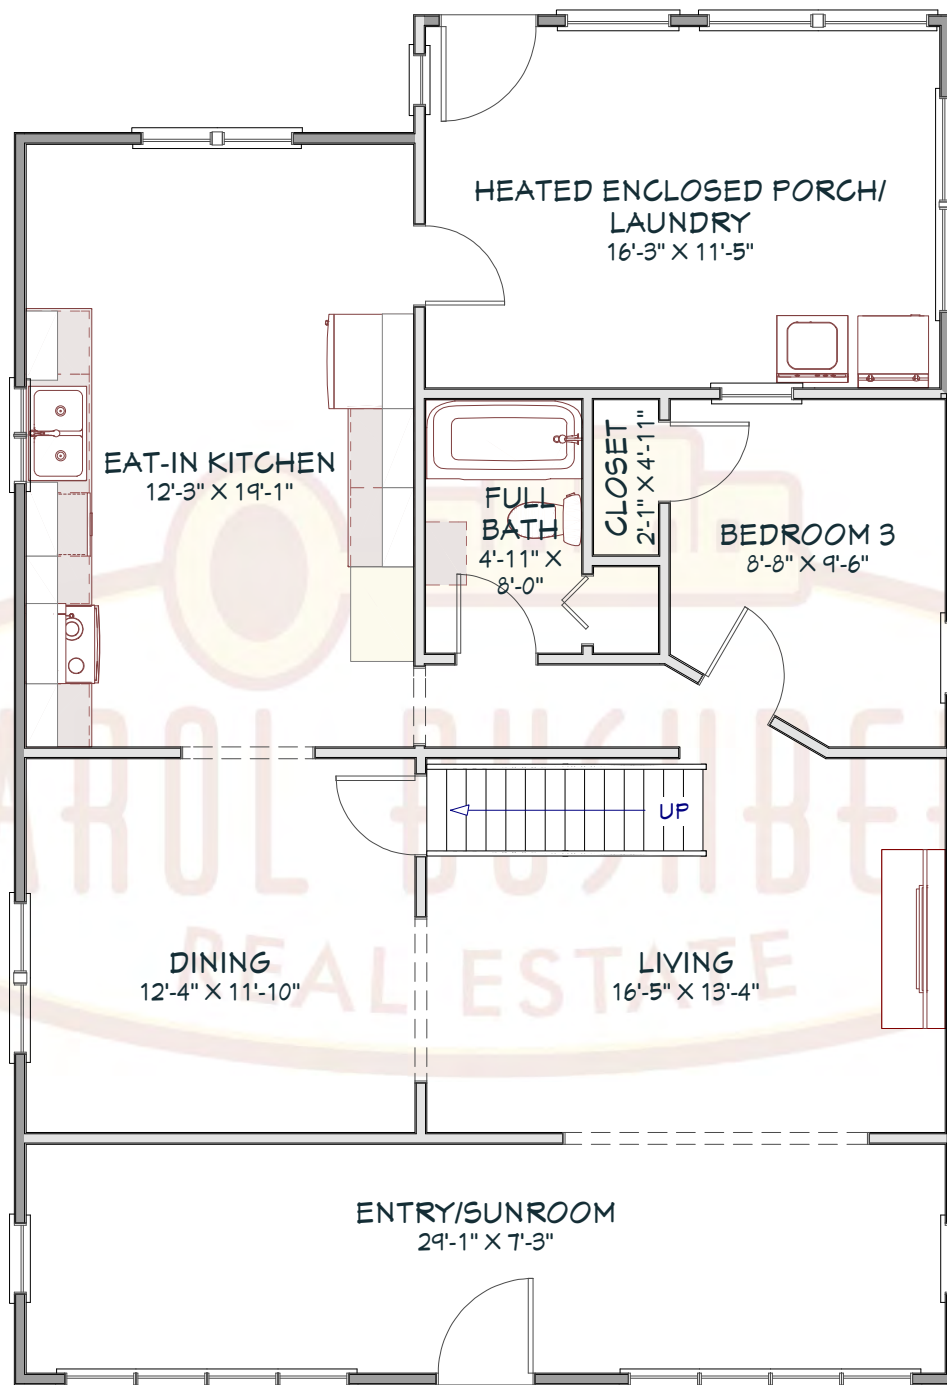 HEATED ENCLOSED PORCH/
LAUNDRY
16'-3" X 11'-5"
EAT-IN KITCHEN
12'-3" X 19'-1"
FULL
BATH
4'-11" X
8'-0"
CLOSET
2'-1" X 4'-11"
BEDROOM 3
8'-8" X 9'-6"
UP
DINING
12'-4" X 11'-10"
LIVING
16'-5" X 13'-4"
REAL ESTATE
ENTRY/SUNROOM
29'-1" X 7'-3"